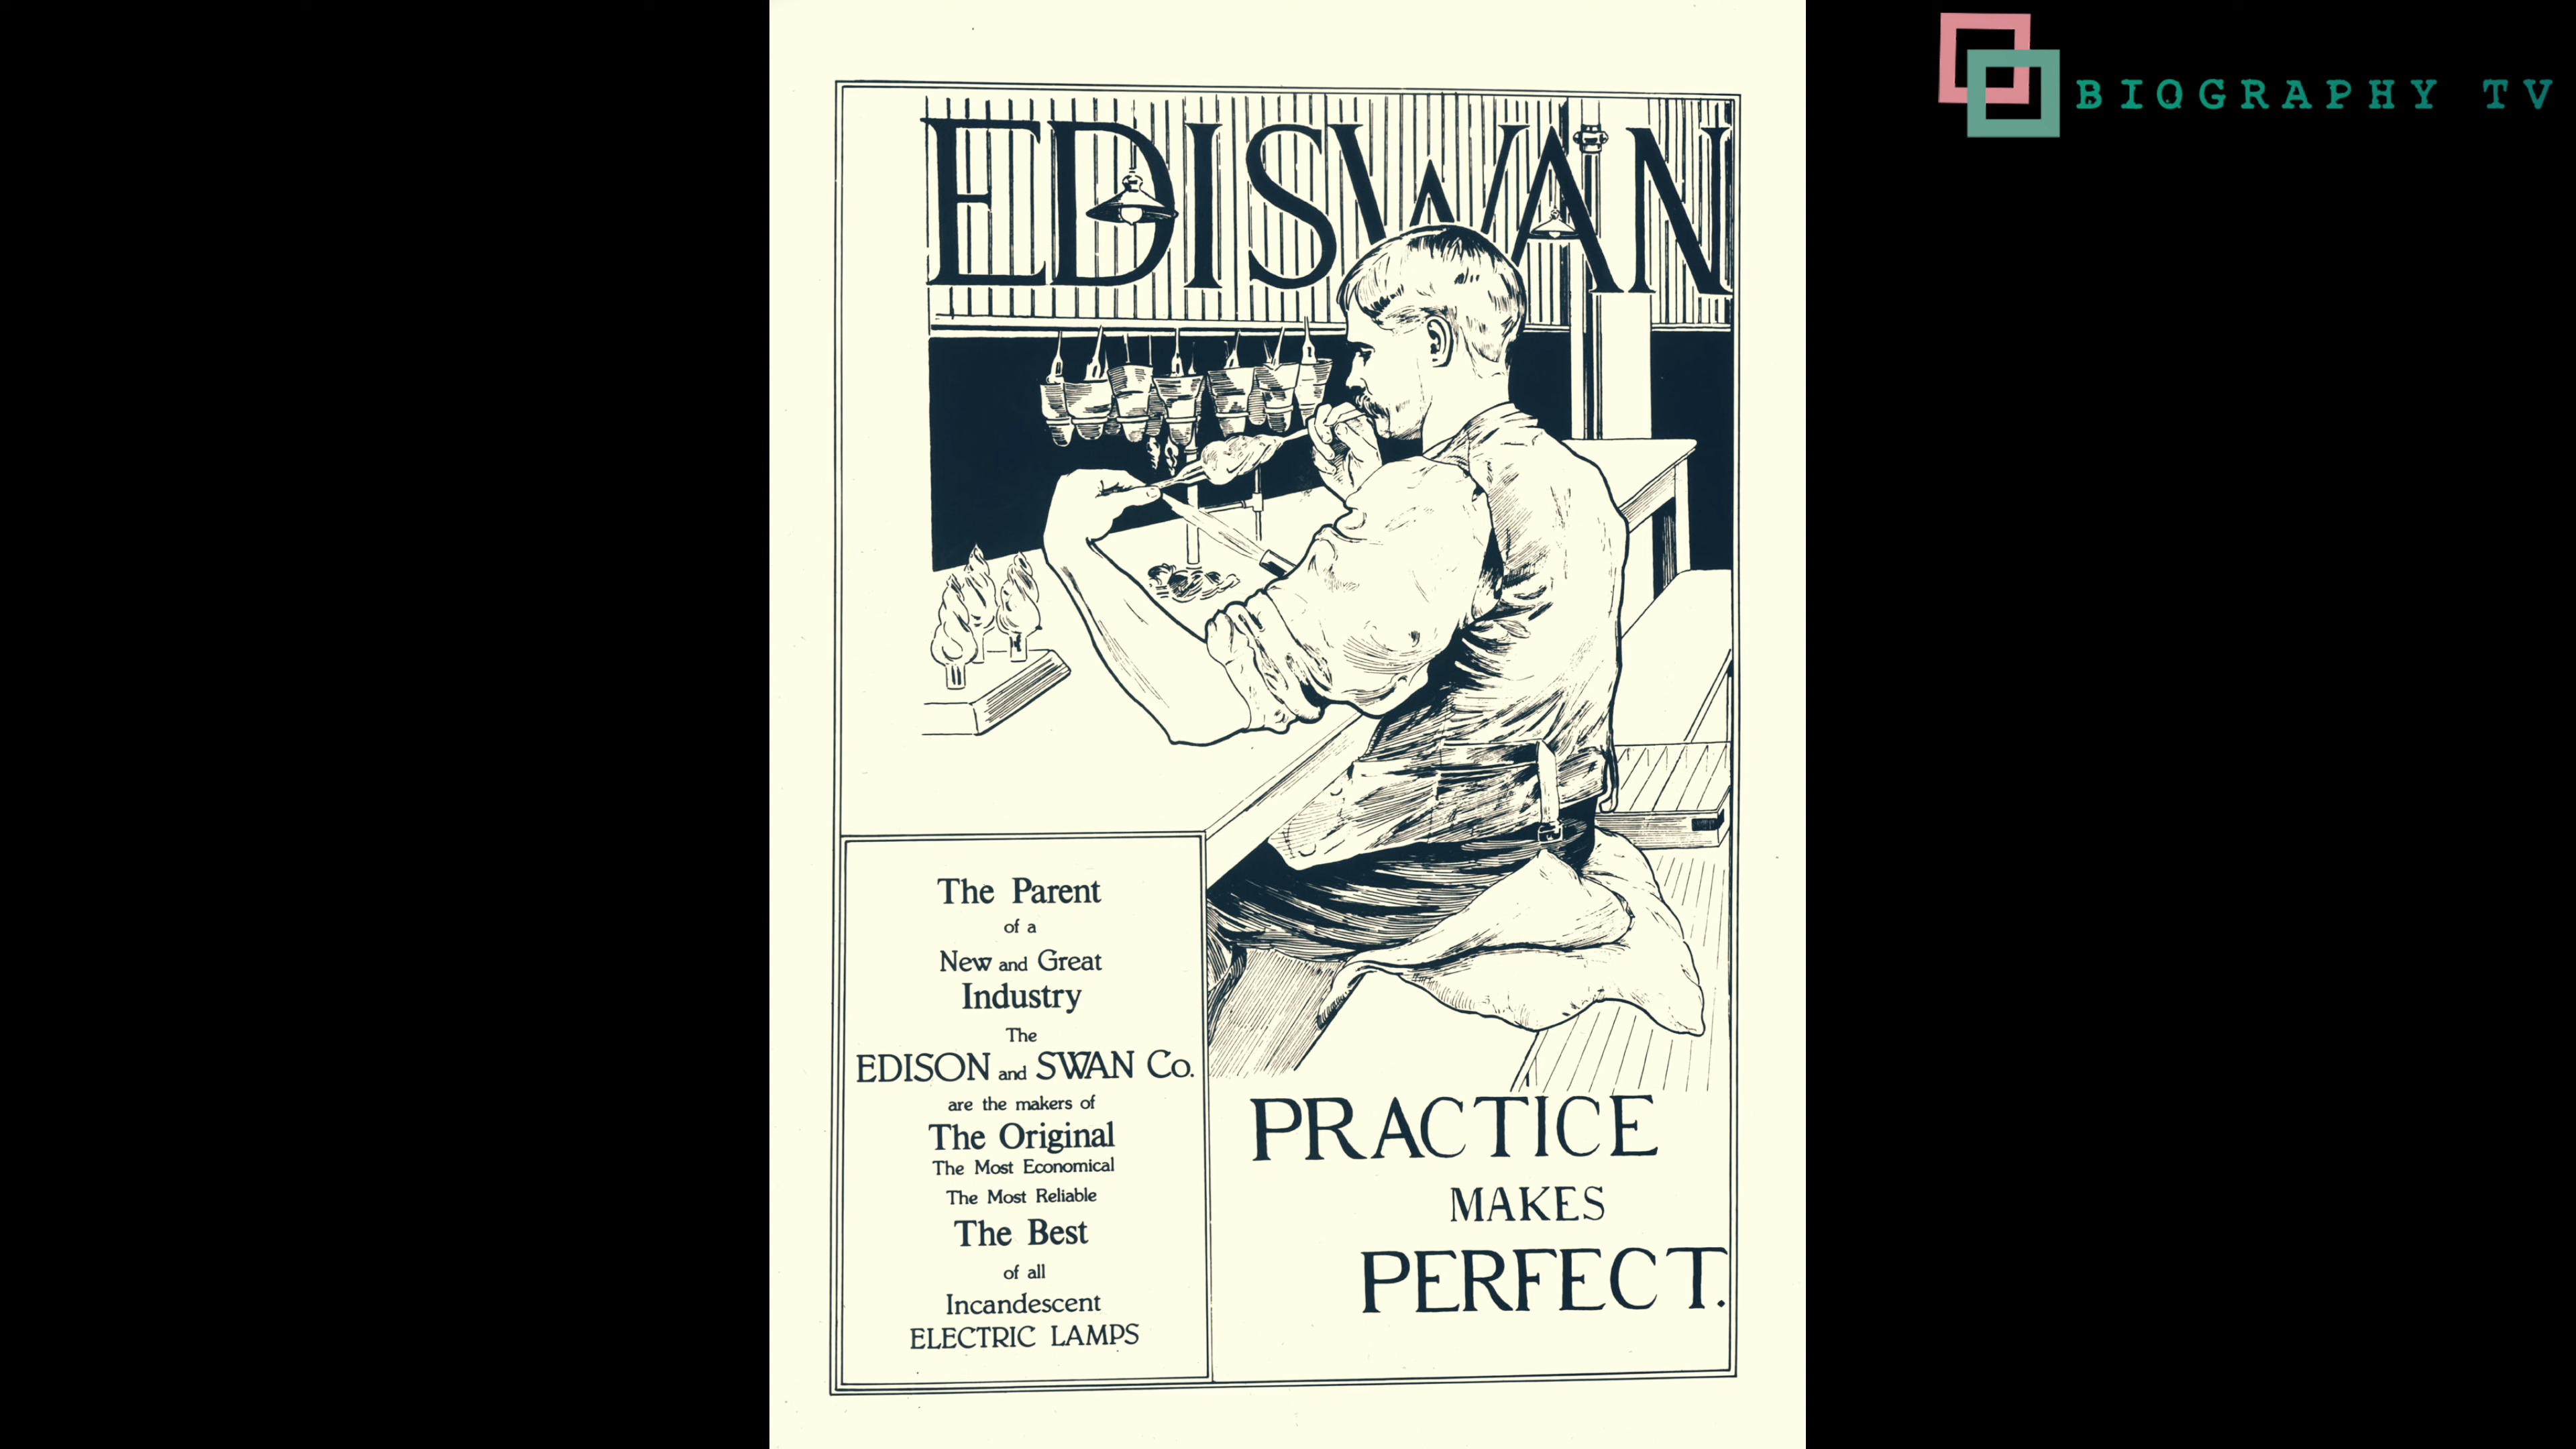 BIOGRAPHY TV
EDISWAN
The Parent
of a
New and Great
Industry
The
EDISON and SWAN Co.
are the makers of
The Original
The Most Economical
The Most Reliable
The Best
of all
Incandescent
ELECTRIC LAMPS
PRACTICE
MAKES
PERFECT.